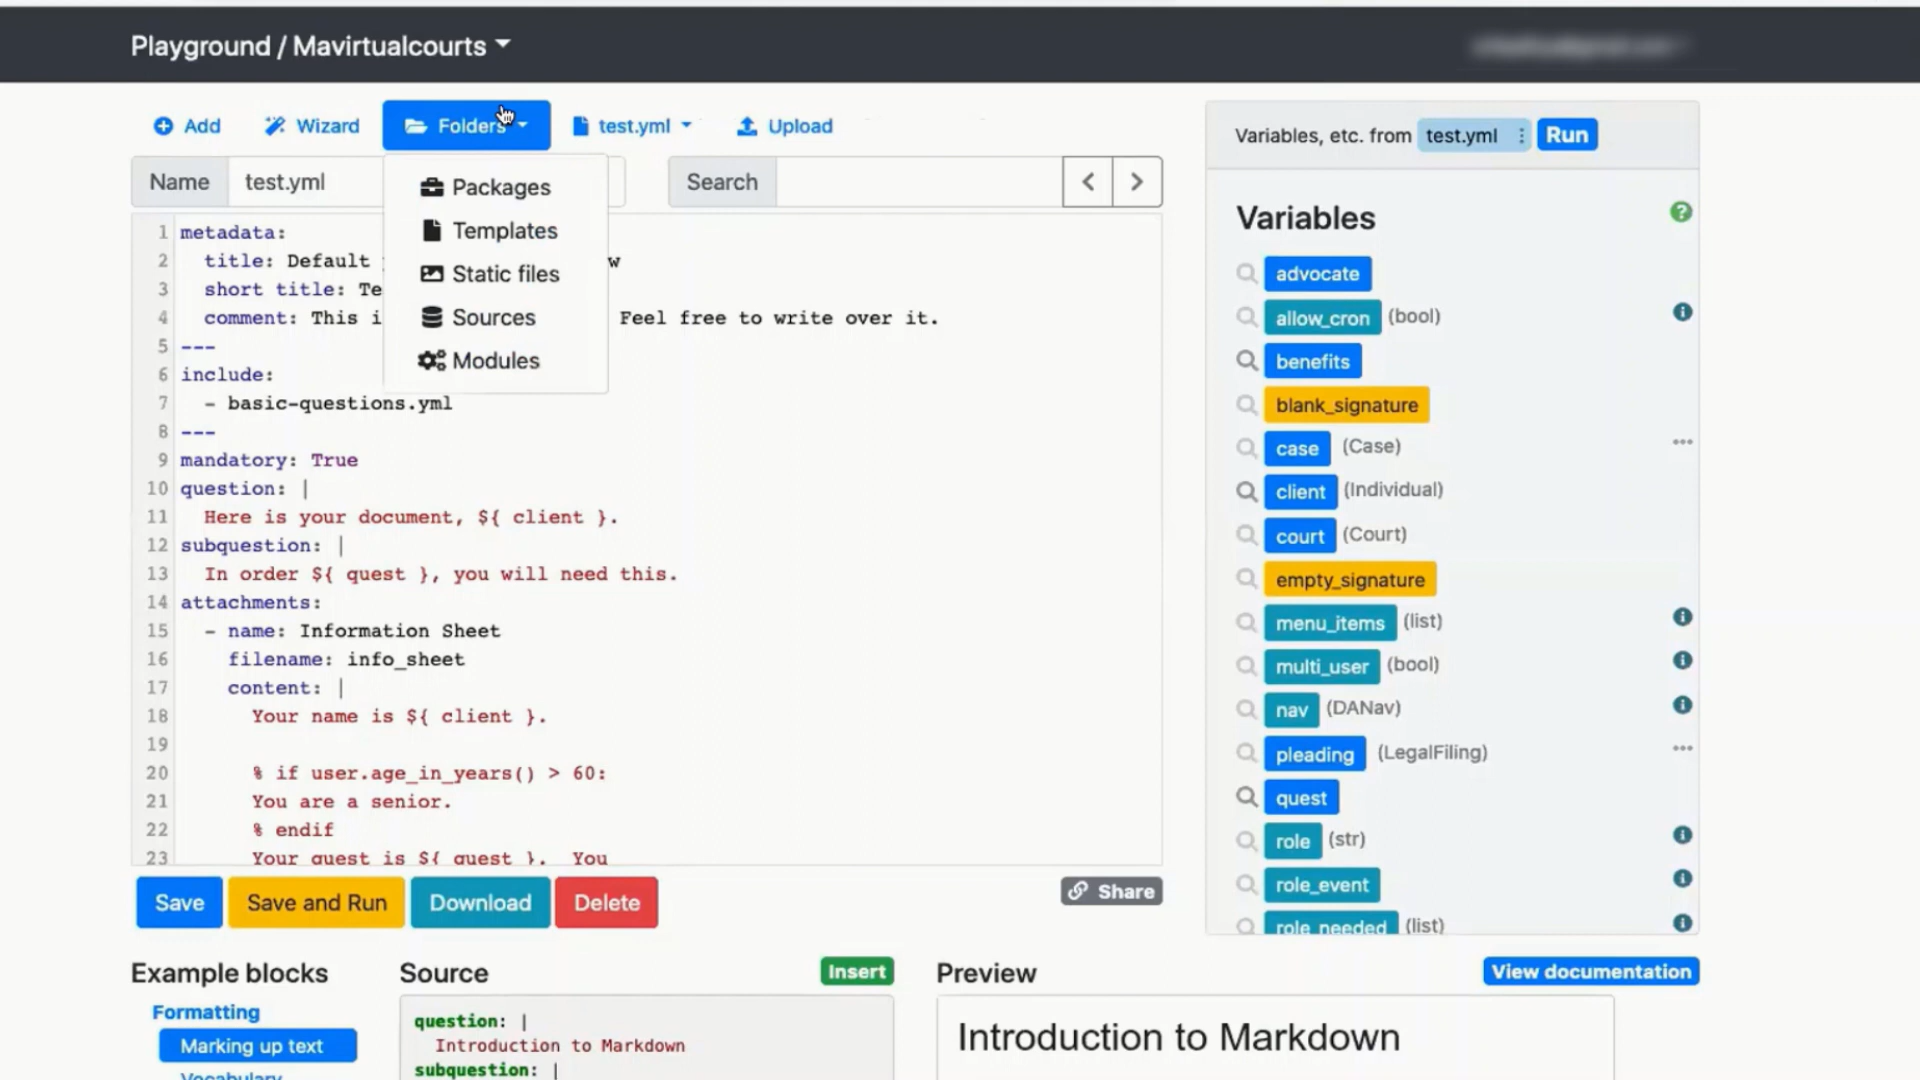 Playground / Mavirtualcourts
Add
Wizard
Folders
test.yml
Upload
Variables, etc. from test.yml
Run
Name
test.yml
Search
Packages
Templates
Static files
Sources
Modules
1 metadata:
2 title: Default w
3 short title: Te
4 comment: This i Feel free to write over it.
5 ---
6 include:
7 - basic-questions.yml
8 ---
9 mandatory: True
10 question: |
11 Here is your document, ${ client }.
12 subquestion: |
13 In order ${ quest }, you will need this.
14 attachments:
15 - name: Information Sheet
16 filename: info_sheet
17 content: |
18 Your name is ${ client }.
19
20 % if user.age_in_years() > 60:
21 You are a senior.
22 % endif
23 Your quest is ${ quest }. You
Variables
advocate
allow_cron (bool)
benefits
blank_signature
case (Case)
client (Individual)
court (Court)
empty_signature
menu_items (list)
multi_user (bool)
nav (DANav)
pleading (LegalFiling)
quest
role (str)
role_event
role_needed (list)
Save
Save and Run
Download
Delete
Share
Example blocks
Formatting
Marking up text
Vocabulary
Source
Insert
question: |
Introduction to Markdown
subquestion: |
Preview
View documentation
Introduction to Markdown